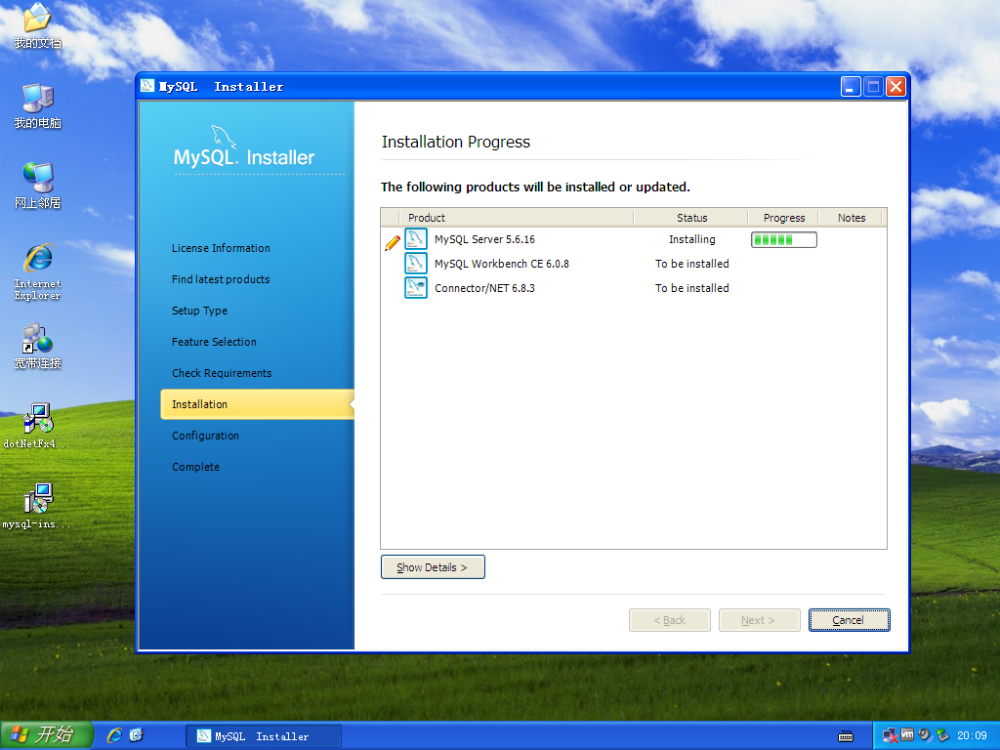 我的文档
我的电脑
网上邻居
Internet
Explorer
宽带连接
dotNetFx4...
mysql-ins...
MySQL Installer
MySQL. Installer
License Information
Find latest products
Setup Type
Feature Selection
Check Requirements
Installation
Configuration
Complete
Installation Progress
The following products will be installed or updated.
Product Status Progress Notes
MySQL Server 5.6.16 Installing
MySQL Workbench CE 6.0.8 To be installed
Connector/NET 6.8.3 To be installed
Show Details >
< Back Next > Cancel
开始 MySQL Installer vm 20:09